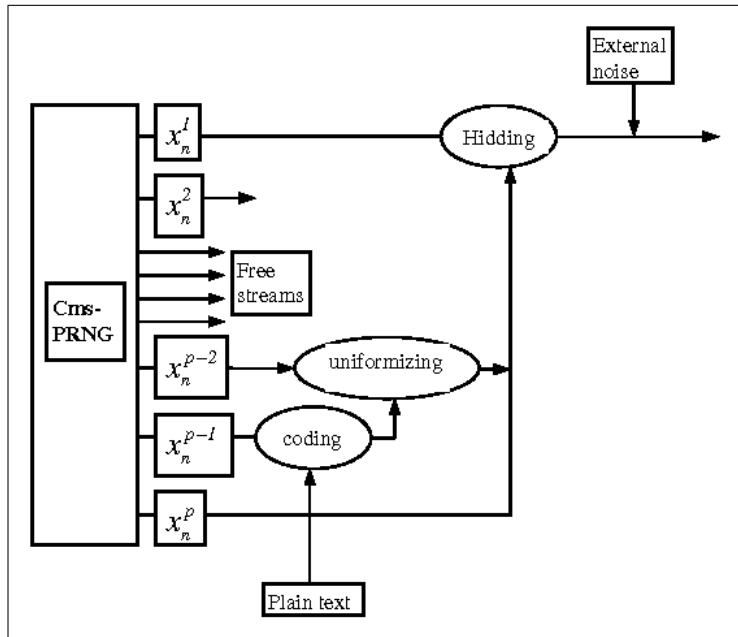 External
noise
x_n^1
Hidding
x_n^2
Free
streams
Cms-
PRNG
x_n^{p-2}
uniformizing
x_n^{p-1}
coding
x_n^p
Plain text